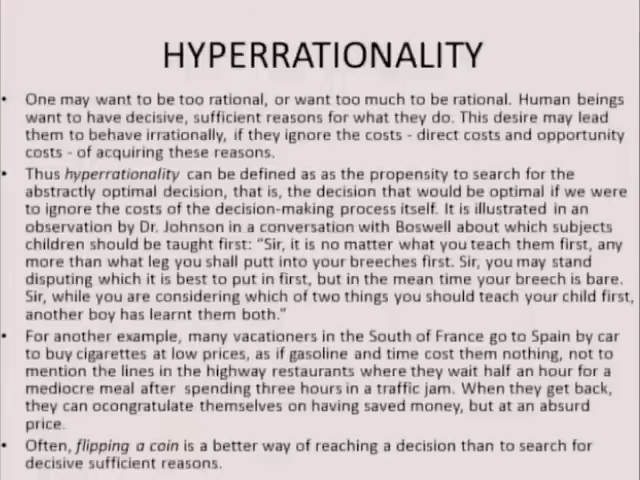 HYPERRATIONALITY
• One may want to be too rational, or want too much to be rational. Human beings
want to have decisive, sufficient reasons for what they do. This desire may lead
them to behave irrationally, if they ignore the costs - direct costs and opportunity
costs - of acquiring these reasons.
• Thus hyperrationality can be defined as as the propensity to search for the
abstractly optimal decision, that is, the decision that would be optimal if we were
to ignore the costs of the decision-making process itself. It is illustrated in an
observation by Dr. Johnson in a conversation with Boswell about which subjects
children should be taught first: “Sir, it is no matter what you teach them first, any
more than what leg you shall put into your breeches first. Sir, you may stand
disputing which it is best to put in first, but in the mean time your breech is bare.
Sir, while you are considering which of two things you should teach your child first,
another boy has learnt them both.”
• For another example, many vacationers in the South of France go to Spain by car
to buy cigarettes at low prices, as if gasoline and time cost them nothing, not to
mention the lines in the highway restaurants where they wait half an hour for a
mediocre meal after spending three hours in a traffic jam. When they get back,
they can ocongratulate themselves on having saved money, but at an absurd
price.
• Often, flipping a coin is a better way of reaching a decision than to search for
decisive sufficient reasons.